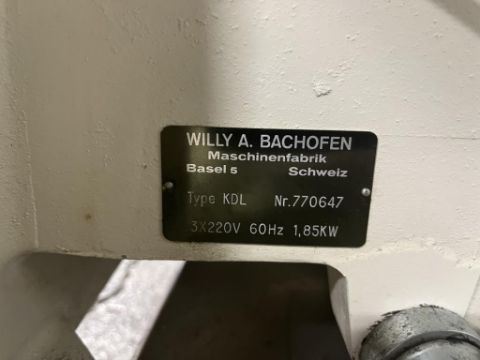 WILLY A. BACHOFEN
Maschinenfabrik
Basel 5 Schweiz
Type KDL Nr.770647
3X220V 60Hz 1,85KW